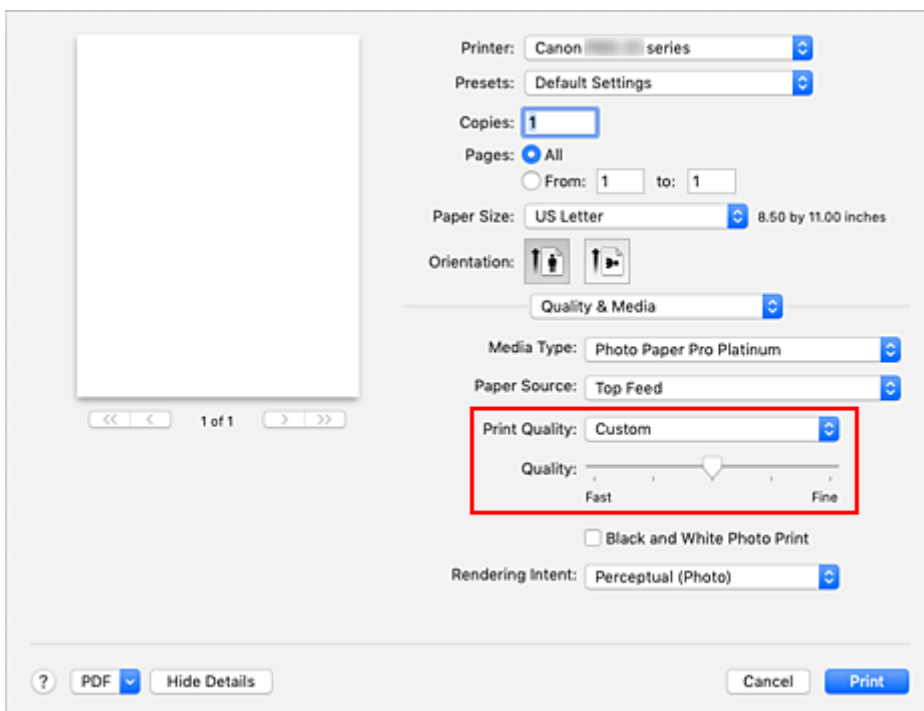 Printer: Canon series
Presets: Default Settings
Copies: 1
Pages: All
From: 1 to: 1
Paper Size: US Letter 8.50 by 11.00 inches
Orientation:
Quality & Media
Media Type: Photo Paper Pro Platinum
Paper Source: Top Feed
<< < 1 of 1 > >>
Print Quality: Custom
Quality:
Fast Fine
Black and White Photo Print
Rendering Intent: Perceptual (Photo)
? PDF Hide Details Cancel Print